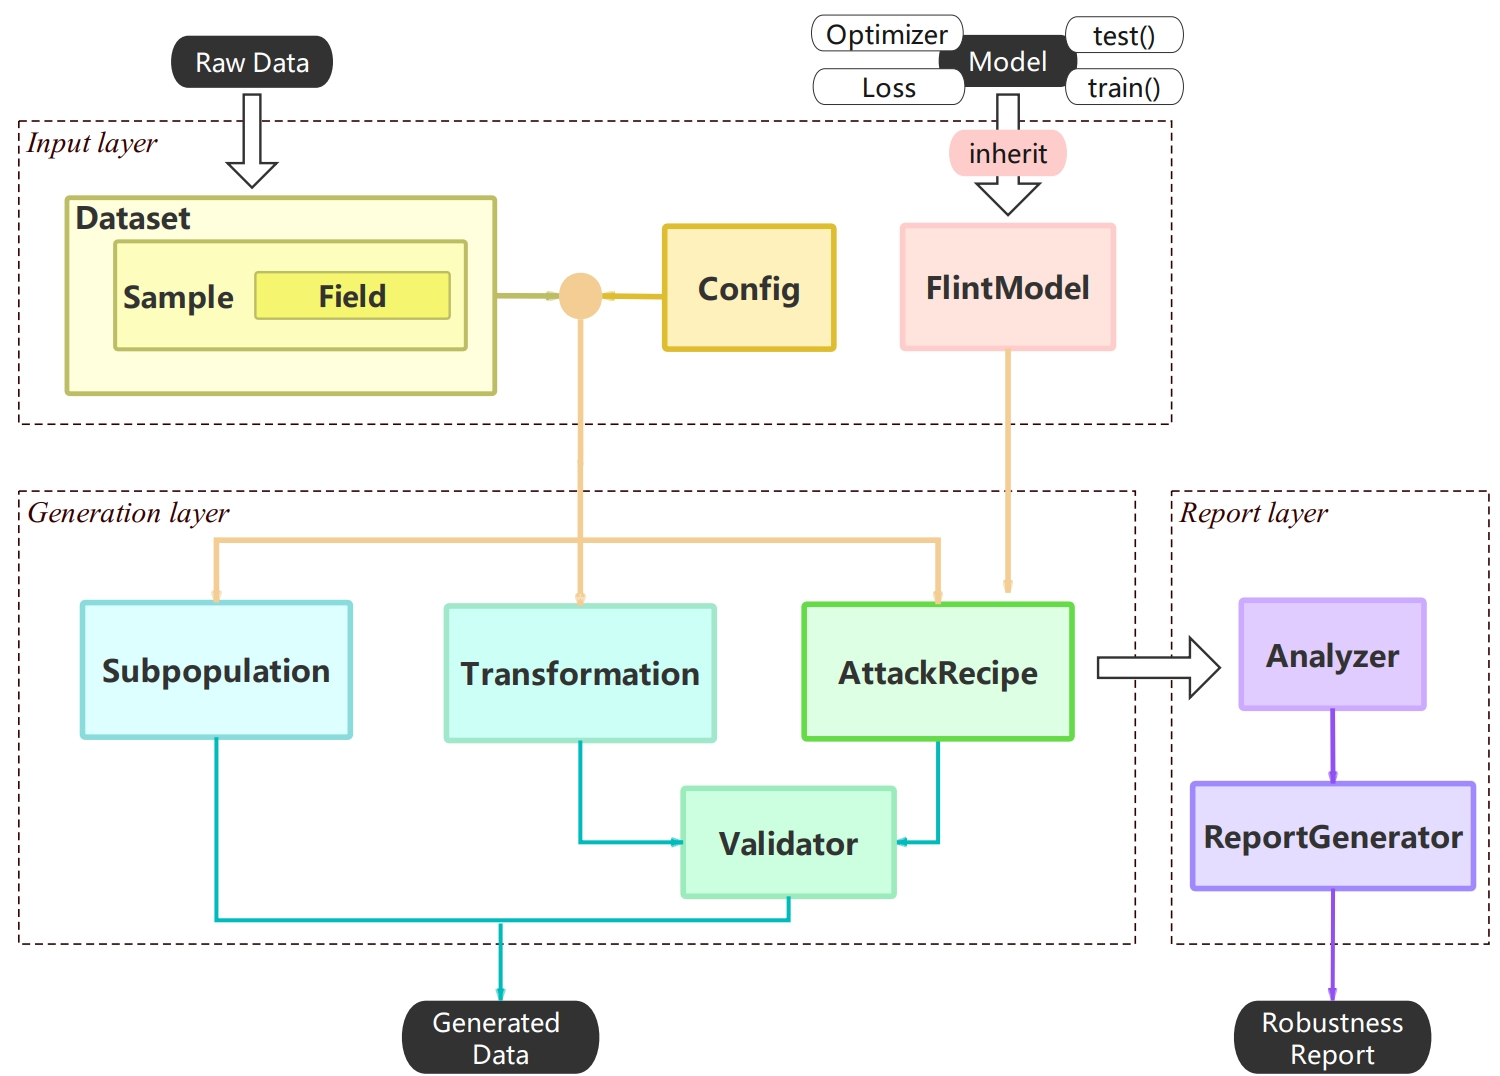 Raw Data
Optimizer
test()
Model
Loss
train()
Input layer
inherit
Dataset
Sample
Field
Config
FlintModel
Generation layer
Report layer
Subpopulation
Transformation
AttackRecipe
Analyzer
Validator
ReportGenerator
Generated
Data
Robustness
Report